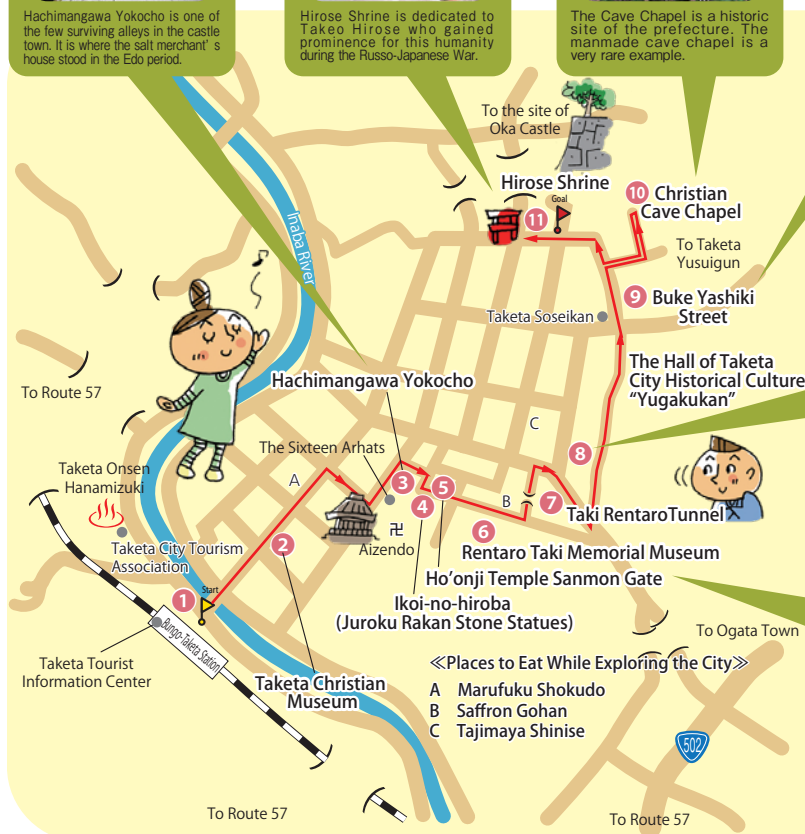 Hachimangawa Yokocho is one of
the few surviving alleys in the castle
town. It is where the salt merchant' s
house stood in the Edo period.
Hirose Shrine is dedicated to
Takeo Hirose who gained
prominence for this humanity
during the Russo-Japanese War.
The Cave Chapel is a historic
site of the prefecture. The
manmade cave chapel is a
very rare example.
To the site of
Oka Castle
Hirose Shrine
Goal
11
10
Christian
Cave Chapel
To Taketa
Yusuigun
9
Buke Yashiki
Street
Taketa Soseikan
inaba River
Hachimangawa Yokocho
The Hall of Taketa
City Historical Culture
“Yugakukan”
To Route 57
The Sixteen Arhats
A
C
8
3
5
4
B
7
Taki RentaroTunnel
Taketa Onsen
Hanamizuki
卍
Aizendo
2
6
Rentaro Taki Memorial Museum
Taketa City Tourism
Association
Ho’onji Temple Sanmon Gate
Start
1
Ikoi-no-hiroba
(Juroku Rakan Stone Statues)
Bungo-Taketa Station
To Ogata Town
Taketa Tourist
Information Center
Taketa Christian
Museum
≪Places to Eat While Exploring the City≫
A Marufuku Shokudo
B Saffron Gohan
C Tajimaya Shinise
502
To Route 57
To Route 57